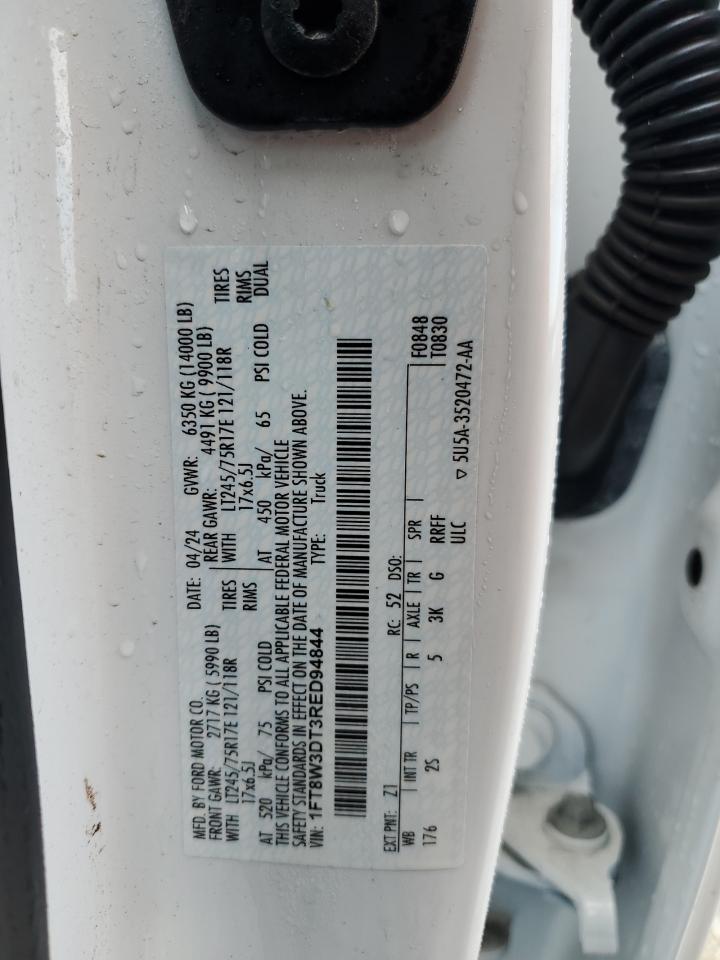 MFD. BY FORD MOTOR CO.
DATE: 04/24 GVWR: 6350 KG (14000 LB)
FRONT GAWR: 2717 KG ( 5990 LB) REAR GAWR: 4491 KG ( 9900 LB)
WITH LT245/75R17E 121/118R TIRES WITH LT245/75R17E 121/118R TIRES
17x6.5J RIMS 17x6.5J RIMS
AT 520 kPa/ 75 PSI COLD AT 450 kPa/ 65 PSI COLD DUAL
THIS VEHICLE CONFORMS TO ALL APPLICABLE FEDERAL MOTOR VEHICLE
SAFETY STANDARDS IN EFFECT ON THE DATE OF MANUFACTURE SHOWN ABOVE.
VIN: 1FT8W3DT3RED94844 TYPE: Truck
EXT PNT: Z1 RC: 52 DSO:
WB INT TR TP/PS R AXLE TR SPR F0848
176 2S 5 3K G RRFF T0830
ULC ▽ 5U5A-3520472-AA